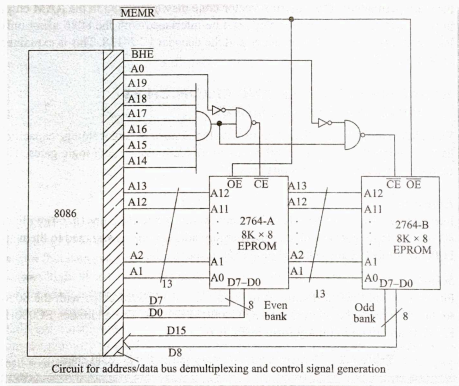 MEMR
BHE
A0
A19
A18
A17
A16
A15
A14
8086
A13
A12
A2
A1
13
OE CE
A12
A11
2764-A
8K × 8
EPROM
A1
A0 D7–D0
A13
A12
A2
A1
13
CE OE
A12
A11
2764-B
8K × 8
EPROM
A1
A0 D7–D0
D7
D0
8
Even
bank
Odd
bank
8
D15
D8
Circuit for address/data bus demultiplexing and control signal generation